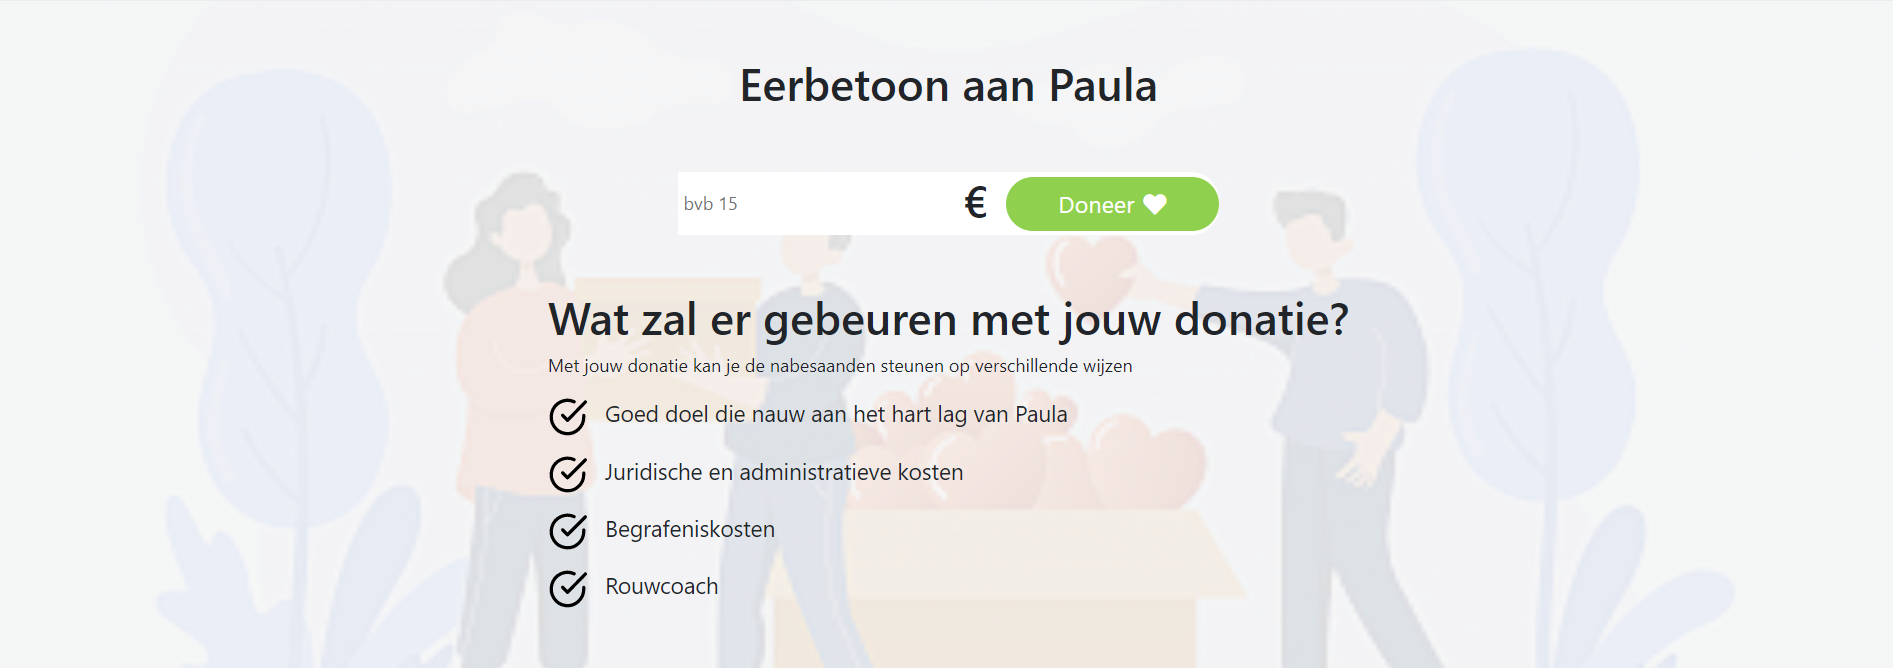 Eerbetoon aan Paula
bvb 15 € Doneer
Wat zal er gebeuren met jouw donatie?
Met jouw donatie kan je de nabesaanden steunen op verschillende wijzen
Goed doel die nauw aan het hart lag van Paula
Juridische en administratieve kosten
Begrafeniskosten
Rouwcoach